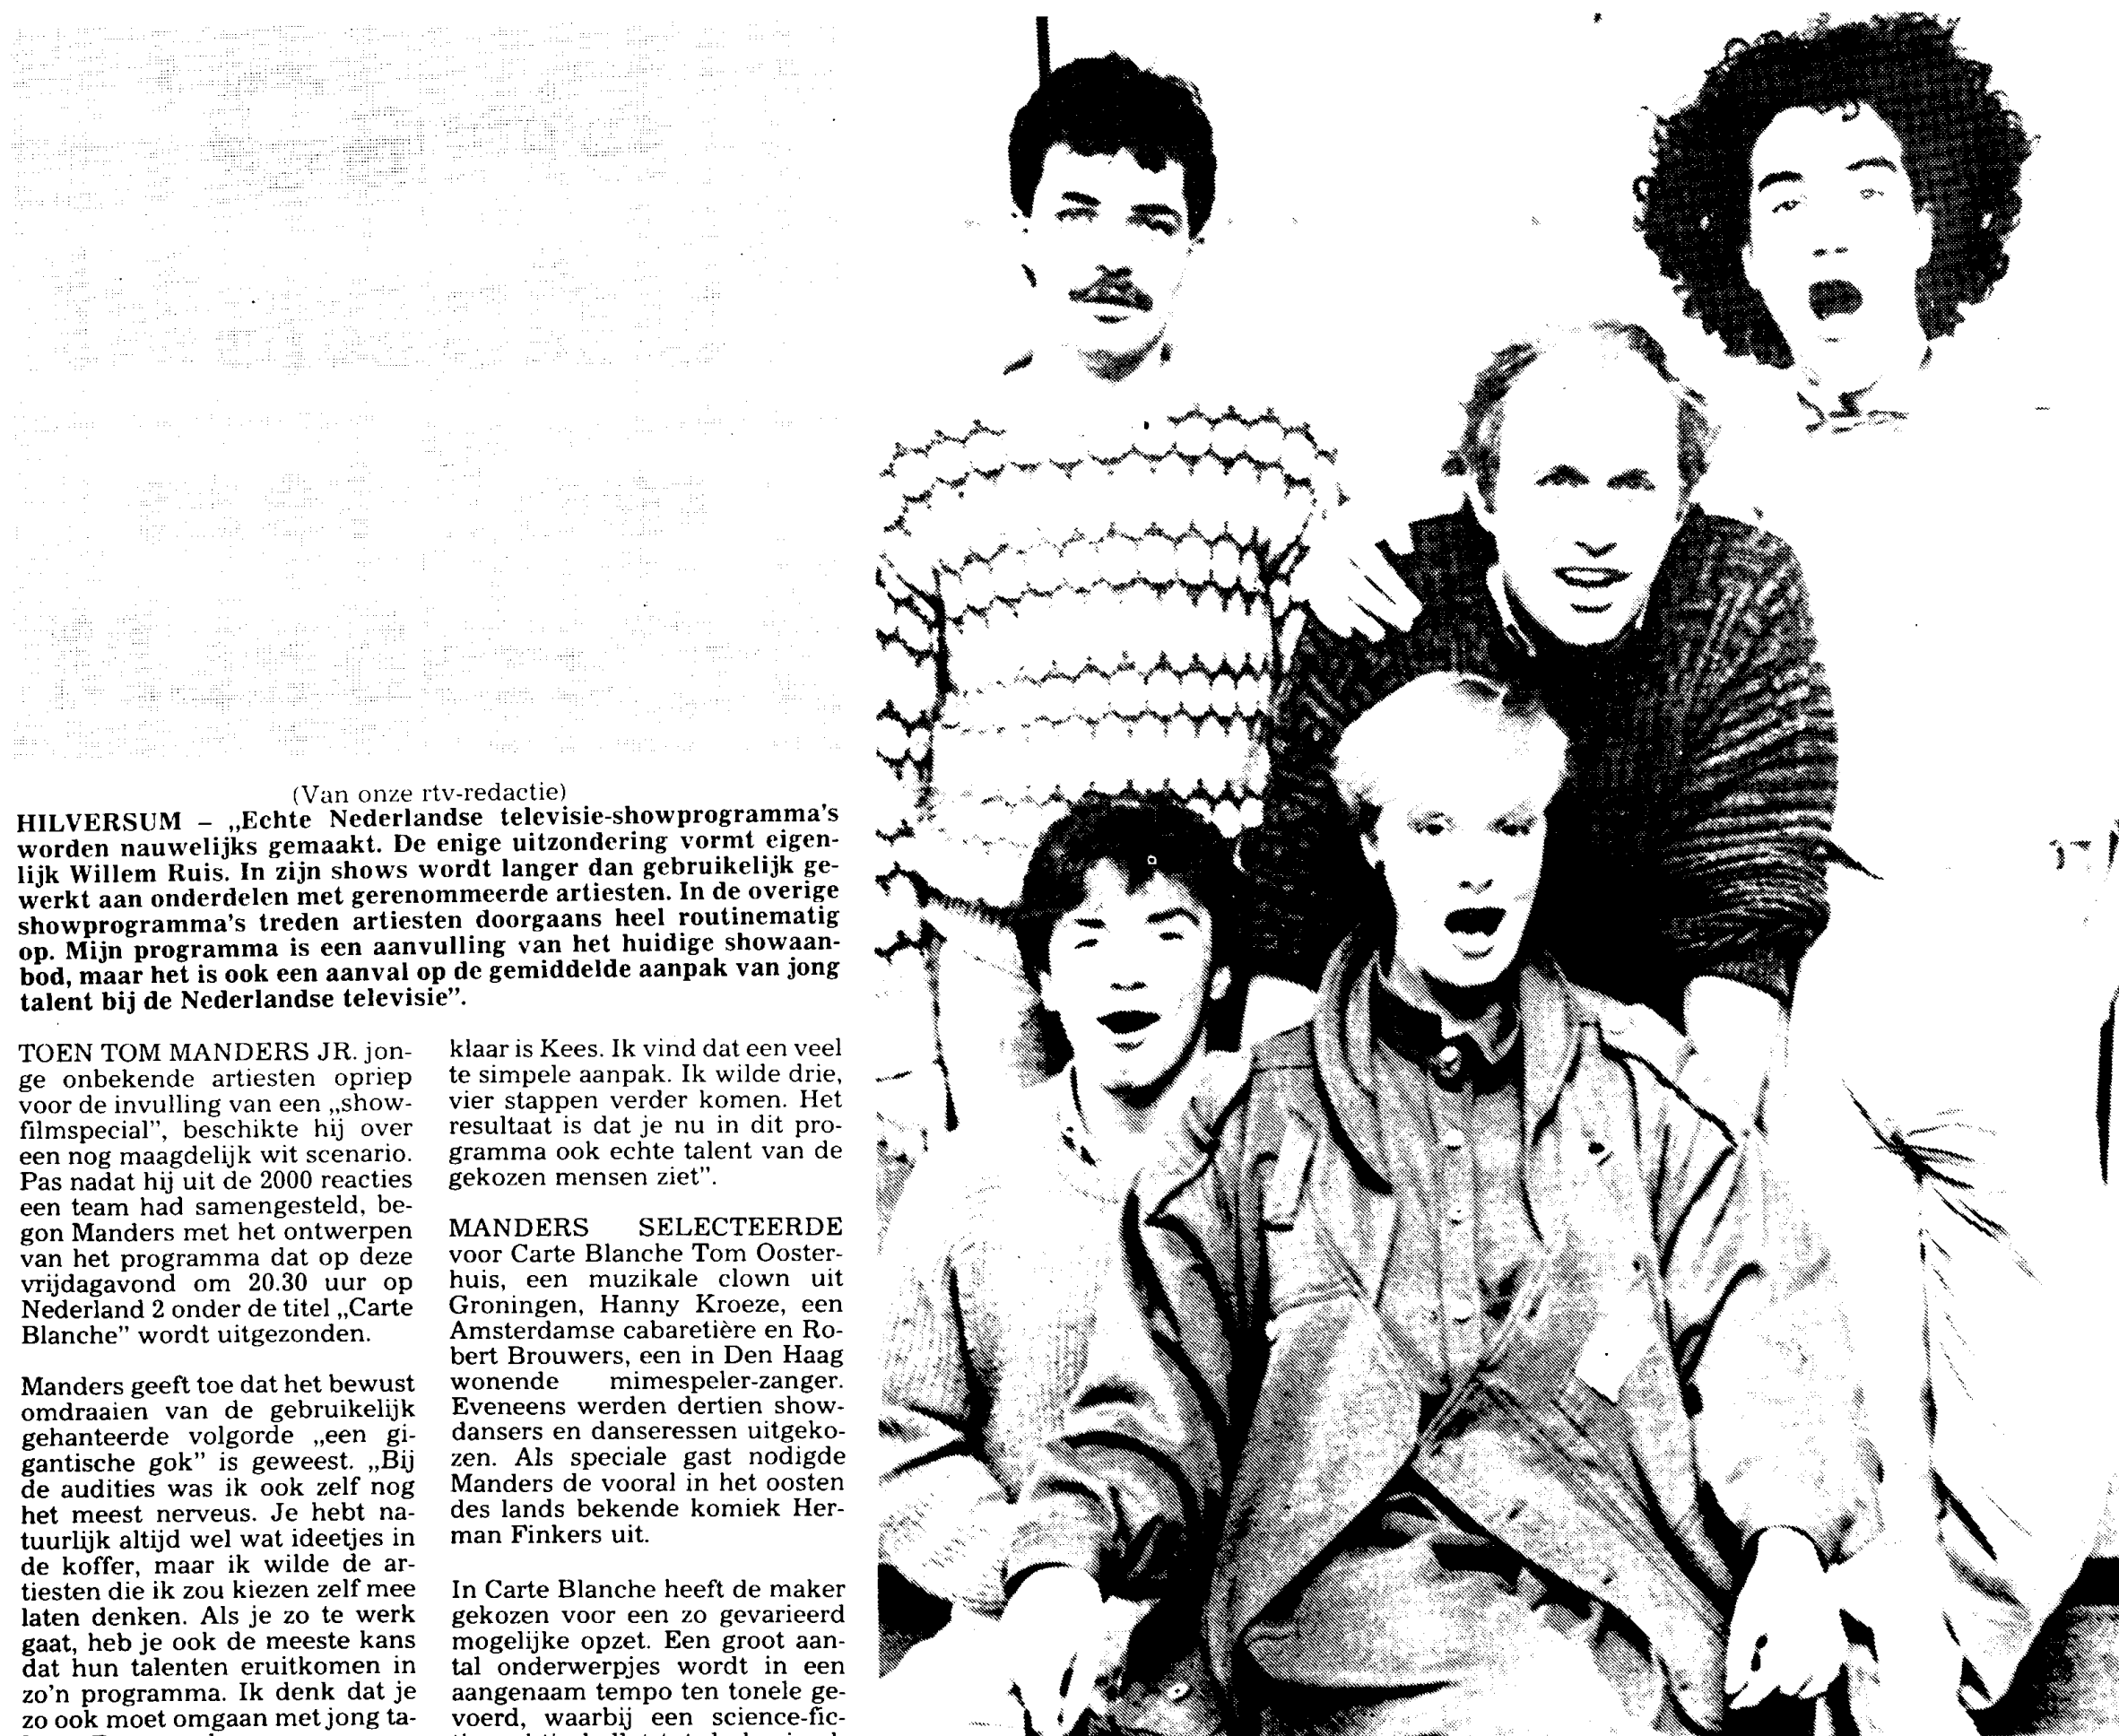 (Van onze rtv-redactie)
HILVERSUM – „Echte Nederlandse televisie-showprogramma's
worden nauwelijks gemaakt. De enige uitzondering vormt eigen-
lijk Willem Ruis. In zijn shows wordt langer dan gebruikelijk ge-
werkt aan onderdelen met gerenommeerde artiesten. In de overige
showprogramma's treden artiesten doorgaans heel routinematig
op. Mijn programma is een aanvulling van het huidige showaan-
bod, maar het is ook een aanval op de gemiddelde aanpak van jong
talent bij de Nederlandse televisie”.
TOEN TOM MANDERS JR. jon-
ge onbekende artiesten opriep
voor de invulling van een „show-
filmspecial”, beschikte hij over
een nog maagdelijk wit scenario.
Pas nadat hij uit de 2000 reacties
een team had samengesteld, be-
gon Manders met het ontwerpen
van het programma dat op deze
vrijdagavond om 20.30 uur op
Nederland 2 onder de titel „Carte
Blanche” wordt uitgezonden.
Manders geeft toe dat het bewust
omdraaien van de gebruikelijk
gehanteerde volgorde „een gi-
gantische gok” is geweest. „Bij
de audities was ik ook zelf nog
het meest nerveus. Je hebt na-
tuurlijk altijd wel wat ideetjes in
de koffer, maar ik wilde de ar-
tiesten die ik zou kiezen zelf mee
laten denken. Als je zo te werk
gaat, heb je ook de meeste kans
dat hun talenten eruitkomen in
zo'n programma. Ik denk dat je
zo ook moet omgaan met jong ta-
klaar is Kees. Ik vind dat een veel
te simpele aanpak. Ik wilde drie,
vier stappen verder komen. Het
resultaat is dat je nu in dit pro-
gramma ook echte talent van de
gekozen mensen ziet”.
MANDERS SELECTEERDE
voor Carte Blanche Tom Ooster-
huis, een muzikale clown uit
Groningen, Hanny Kroeze, een
Amsterdamse cabaretière en Ro-
bert Brouwers, een in Den Haag
wonende mimespeler-zanger.
Eveneens werden dertien show-
dansers en danseressen uitgeko-
zen. Als speciale gast nodigde
Manders de vooral in het oosten
des lands bekende komiek Her-
man Finkers uit.
In Carte Blanche heeft de maker
gekozen voor een zo gevarieerd
mogelijke opzet. Een groot aan-
tal onderwerpjes wordt in een
aangenaam tempo ten tonele ge-
voerd, waarbij een science-fic-